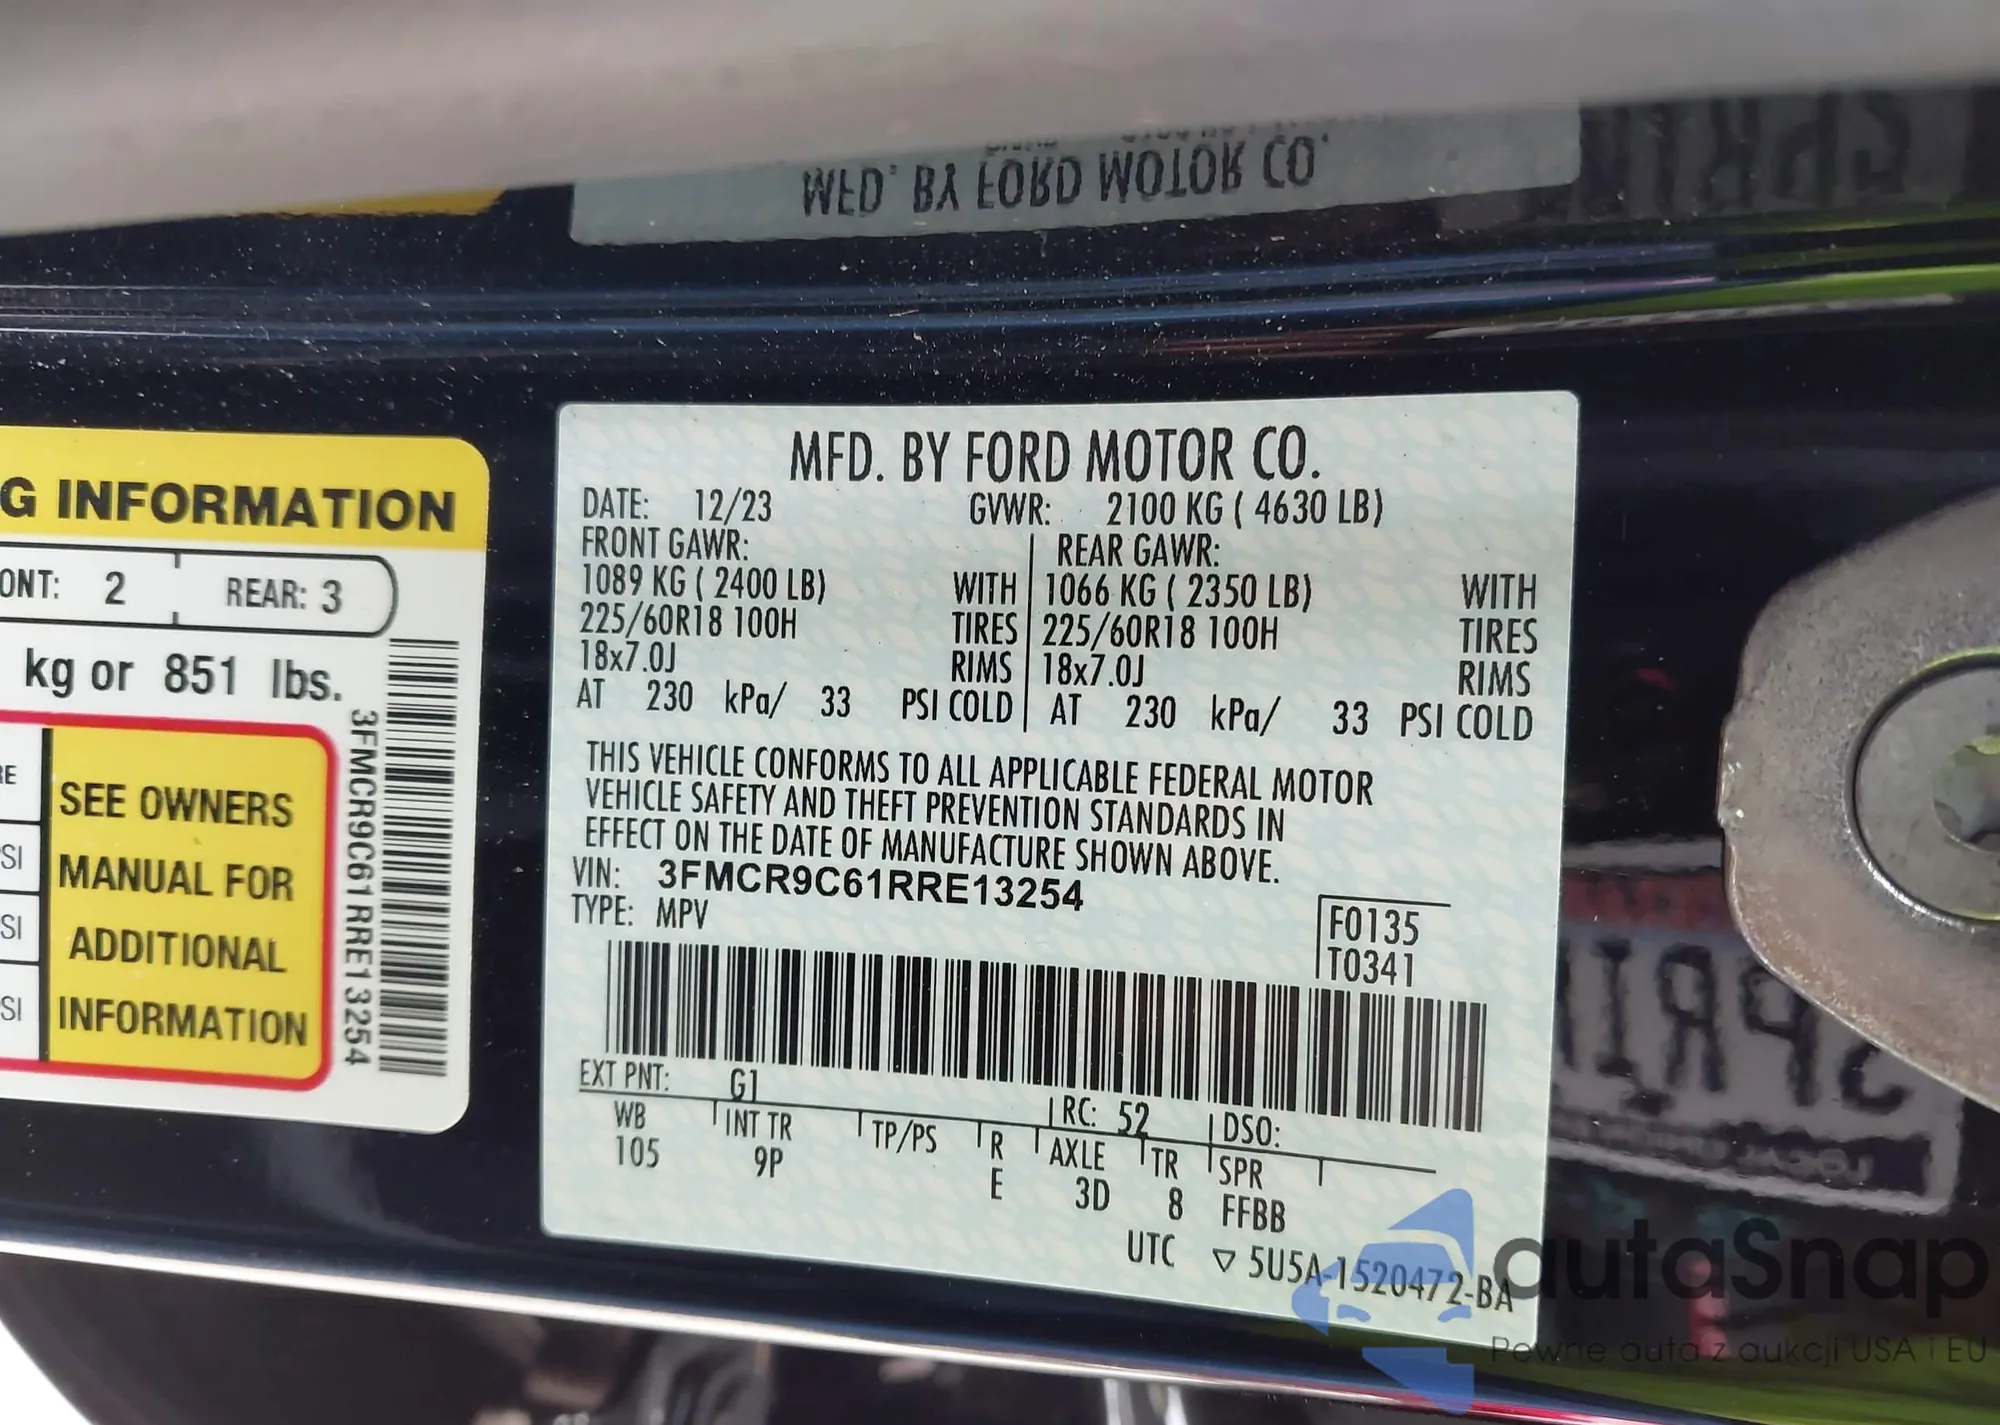 MFD. BY FORD MOTOR CO.
G INFORMATION
ONT: 2 REAR: 3
kg or 851 lbs.
3FMCR9C61RRE13254
RE
SI
SI
SI
SEE OWNERS
MANUAL FOR
ADDITIONAL
INFORMATION
MFD. BY FORD MOTOR CO.
DATE: 12/23 GVWR: 2100 KG ( 4630 LB)
FRONT GAWR: REAR GAWR:
1089 KG ( 2400 LB) WITH 1066 KG ( 2350 LB) WITH
225/60R18 100H TIRES 225/60R18 100H TIRES
18x7.0J RIMS 18x7.0J RIMS
AT 230 kPa/ 33 PSI COLD AT 230 kPa/ 33 PSI COLD
THIS VEHICLE CONFORMS TO ALL APPLICABLE FEDERAL MOTOR
VEHICLE SAFETY AND THEFT PREVENTION STANDARDS IN
EFFECT ON THE DATE OF MANUFACTURE SHOWN ABOVE.
VIN: 3FMCR9C61RRE13254
TYPE: MPV
F0135
T0341
EXT PNT: G1 RC: 52 DSO:
WB INT TR TP/PS R AXLE TR SPR
105 9P E 3D 8 FFBB
UTC ▽ 5U5A-1520472-BA
autaSnap
Pewne auta z aukcji USA i EU